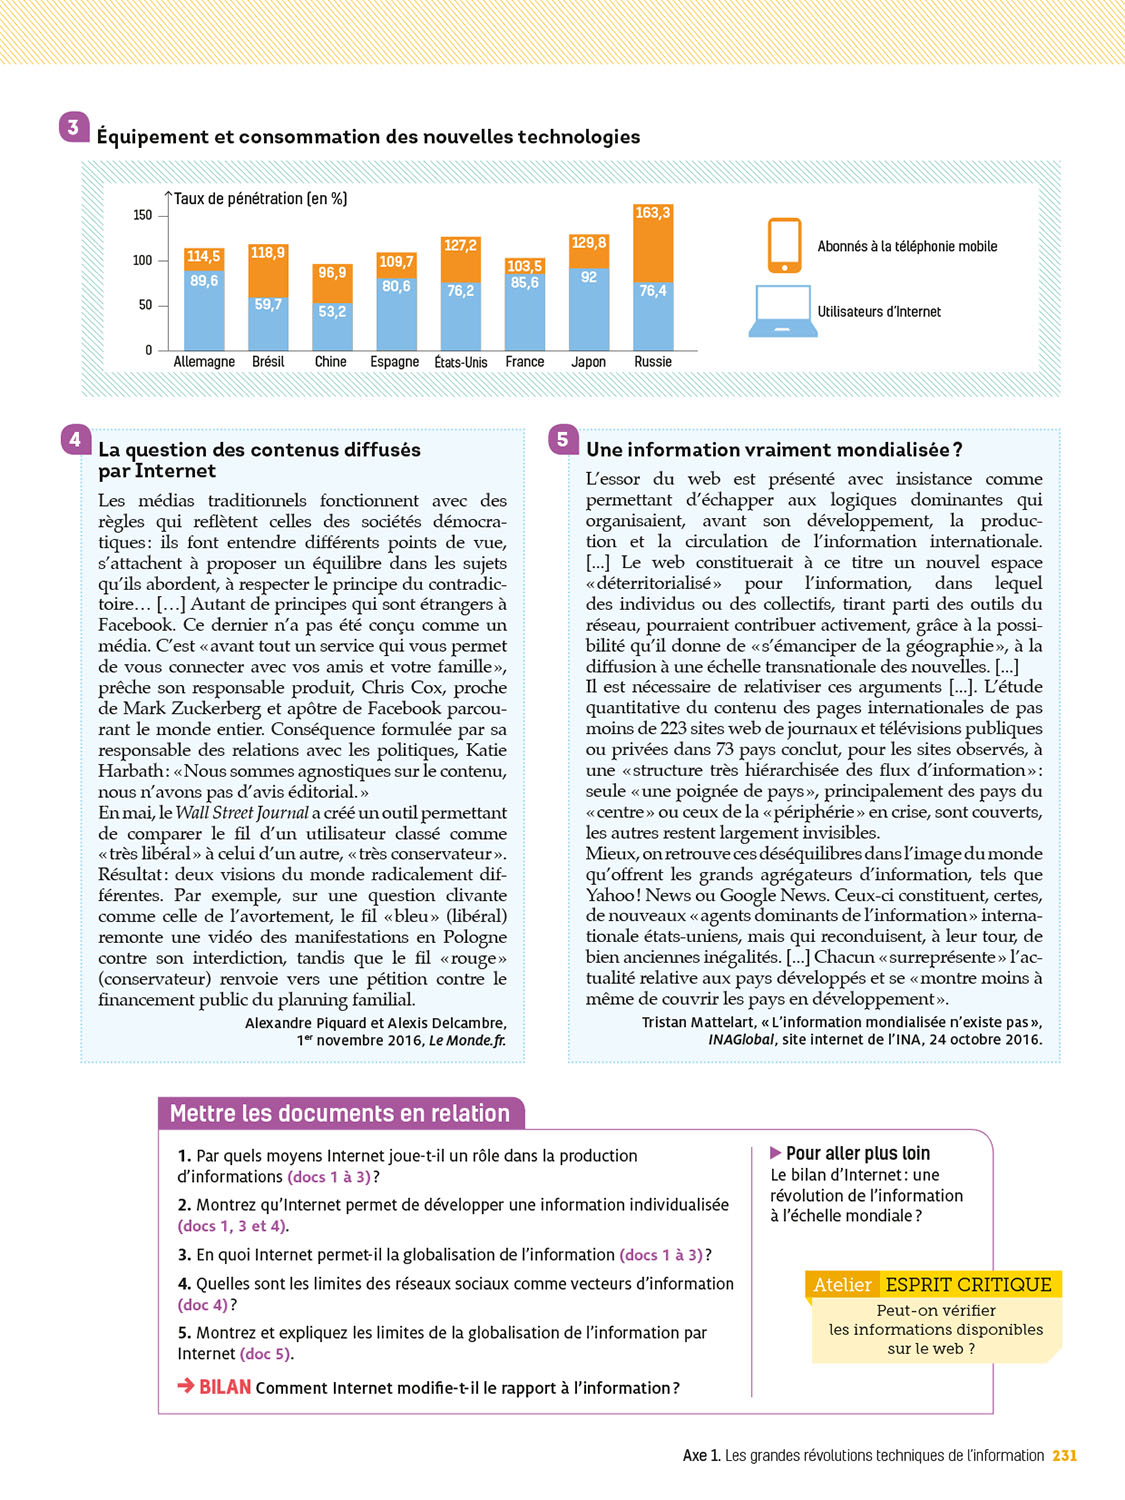 3
Équipement et consommation des nouvelles technologies
Taux de pénétration (en %)
150
100
50
0
114,5
89,6
118,9
59,7
96,9
53,2
109,7
80,6
127,2
76,2
103,5
85,6
129,8
92
163,3
76,4
Allemagne Brésil Chine Espagne États-Unis France Japon Russie
Abonnés à la téléphonie mobile
Utilisateurs d'Internet
4
La question des contenus diffusés
par Internet
Les médias traditionnels fonctionnent avec des
règles qui reflètent celles des sociétés démocra-
tiques : ils font entendre différents points de vue,
s'attachent à proposer un équilibre dans les sujets
qu'ils abordent, à respecter le principe du contradic-
toire… […] Autant de principes qui sont étrangers à
Facebook. Ce dernier n'a pas été conçu comme un
média. C'est « avant tout un service qui vous permet
de vous connecter avec vos amis et votre famille »,
prêche son responsable produit, Chris Cox, proche
de Mark Zuckerberg et apôtre de Facebook parcou-
rant le monde entier. Conséquence formulée par sa
responsable des relations avec les politiques, Katie
Harbath : « Nous sommes agnostiques sur le contenu,
nous n'avons pas d'avis éditorial. »
En mai, le Wall Street Journal a créé un outil permettant
de comparer le fil d'un utilisateur classé comme
« très libéral » à celui d'un autre, « très conservateur ».
Résultat : deux visions du monde radicalement dif-
férentes. Par exemple, sur une question clivante
comme celle de l'avortement, le fil « bleu » (libéral)
remonte une vidéo des manifestations en Pologne
contre son interdiction, tandis que le fil « rouge »
(conservateur) renvoie vers une pétition contre le
financement public du planning familial.
Alexandre Piquard et Alexis Delcambre,
1er novembre 2016, Le Monde.fr.
5
Une information vraiment mondialisée ?
L'essor du web est présenté avec insistance comme
permettant d'échapper aux logiques dominantes qui
organisaient, avant son développement, la produc-
tion et la circulation de l'information internationale.
[...] Le web constituerait à ce titre un nouvel espace
« déterritorialisé » pour l'information, dans lequel
des individus ou des collectifs, tirant parti des outils du
réseau, pourraient contribuer activement, grâce à la possi-
bilité qu'il donne de « s'émanciper de la géographie », à la
diffusion à une échelle transnationale des nouvelles. [...]
Il est nécessaire de relativiser ces arguments [...]. L'étude
quantitative du contenu des pages internationales de pas
moins de 223 sites web de journaux et télévisions publiques
ou privées dans 73 pays conclut, pour les sites observés, à
une « structure très hiérarchisée des flux d'information » :
seule « une poignée de pays », principalement des pays du
« centre » ou ceux de la « périphérie » en crise, sont couverts,
les autres restent largement invisibles.
Mieux, on retrouve ces déséquilibres dans l'image du monde
qu'offrent les grands agrégateurs d'information, tels que
Yahoo! News ou Google News. Ceux-ci constituent, certes,
de nouveaux « agents dominants de l'information » interna-
tionale états-uniens, mais qui reconduisent, à leur tour, de
bien anciennes inégalités. [...] Chacun « surreprésente » l'ac-
tualité relative aux pays développés et se « montre moins à
même de couvrir les pays en développement ».
Tristan Mattelart, « L'information mondialisée n'existe pas »,
INAGlobal, site internet de l'INA, 24 octobre 2016.
Mettre les documents en relation
1. Par quels moyens Internet joue-t-il un rôle dans la production
d'informations (docs 1 à 3) ?
2. Montrez qu'Internet permet de développer une information individualisée
(docs 1, 3 et 4).
3. En quoi Internet permet-il la globalisation de l'information (docs 1 à 3) ?
4. Quelles sont les limites des réseaux sociaux comme vecteurs d'information
(doc 4) ?
5. Montrez et expliquez les limites de la globalisation de l'information par
Internet (doc 5).
→ BILAN Comment Internet modifie-t-il le rapport à l'information ?
▶ Pour aller plus loin
Le bilan d'Internet : une
révolution de l'information
à l'échelle mondiale ?
Atelier ESPRIT CRITIQUE
Peut-on vérifier
les informations disponibles
sur le web ?
Axe 1. Les grandes révolutions techniques de l'information 231